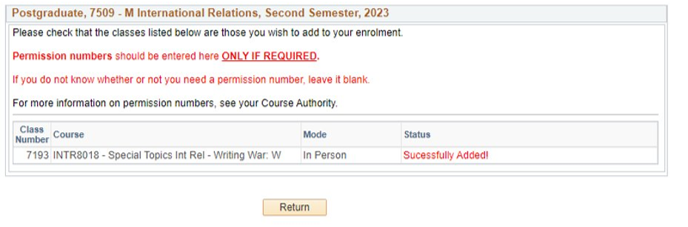 Postgraduate, 7509 - M International Relations, Second Semester, 2023
Please check that the classes listed below are those you wish to add to your enrolment.
Permission numbers should be entered here ONLY IF REQUIRED.
If you do not know whether or not you need a permission number, leave it blank.
For more information on permission numbers, see your Course Authority.
Class Number Course Mode Status
7193 INTR8018 - Special Topics Int Rel - Writing War: W In Person Sucessfully Added!
Return